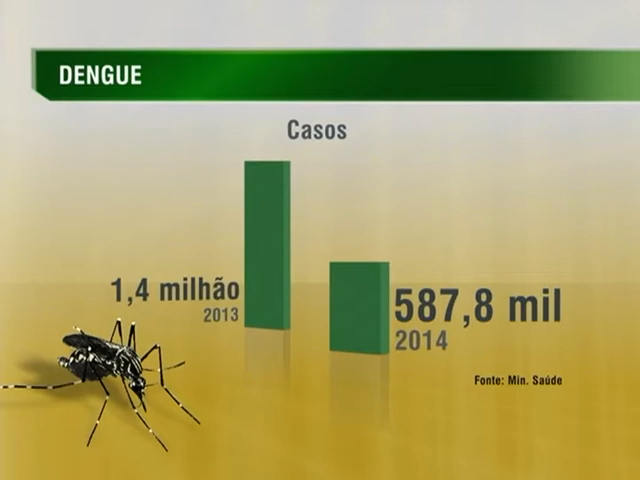 DENGUE
Casos
1,4 milhão
2013
587,8 mil
2014
Fonte: Min. Saúde